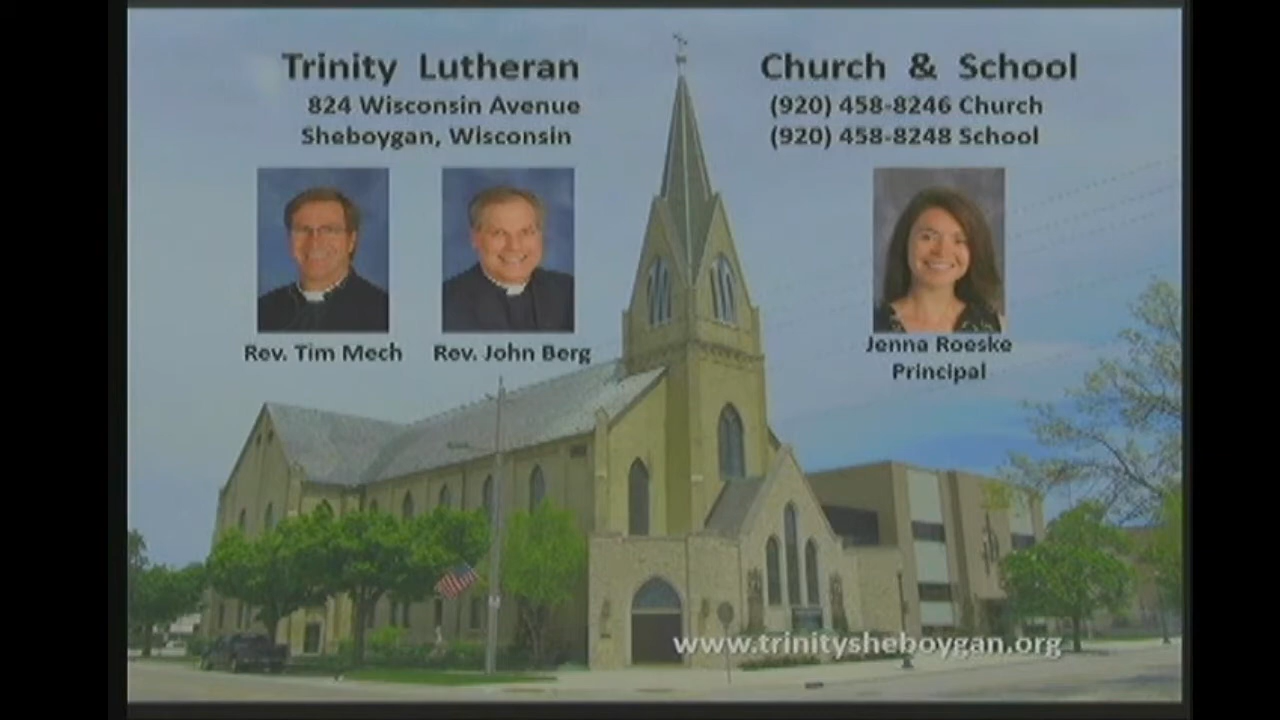 Trinity Lutheran
824 Wisconsin Avenue
Sheboygan, Wisconsin
Church & School
(920) 458-8246 Church
(920) 458-8248 School
Rev. Tim Mech
Rev. John Berg
Jenna Roeske
Principal
www.trinitysheboygan.org